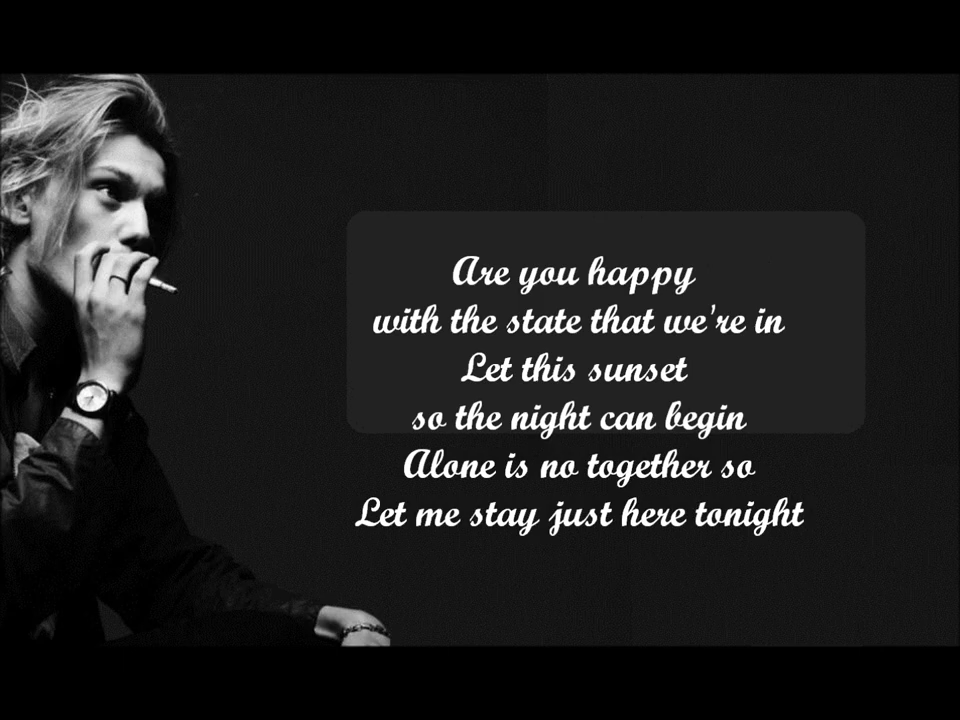 Are you happy
with the state that we're in
Let this sunset
so the night can begin
Alone is no together so
Let me stay just here tonight